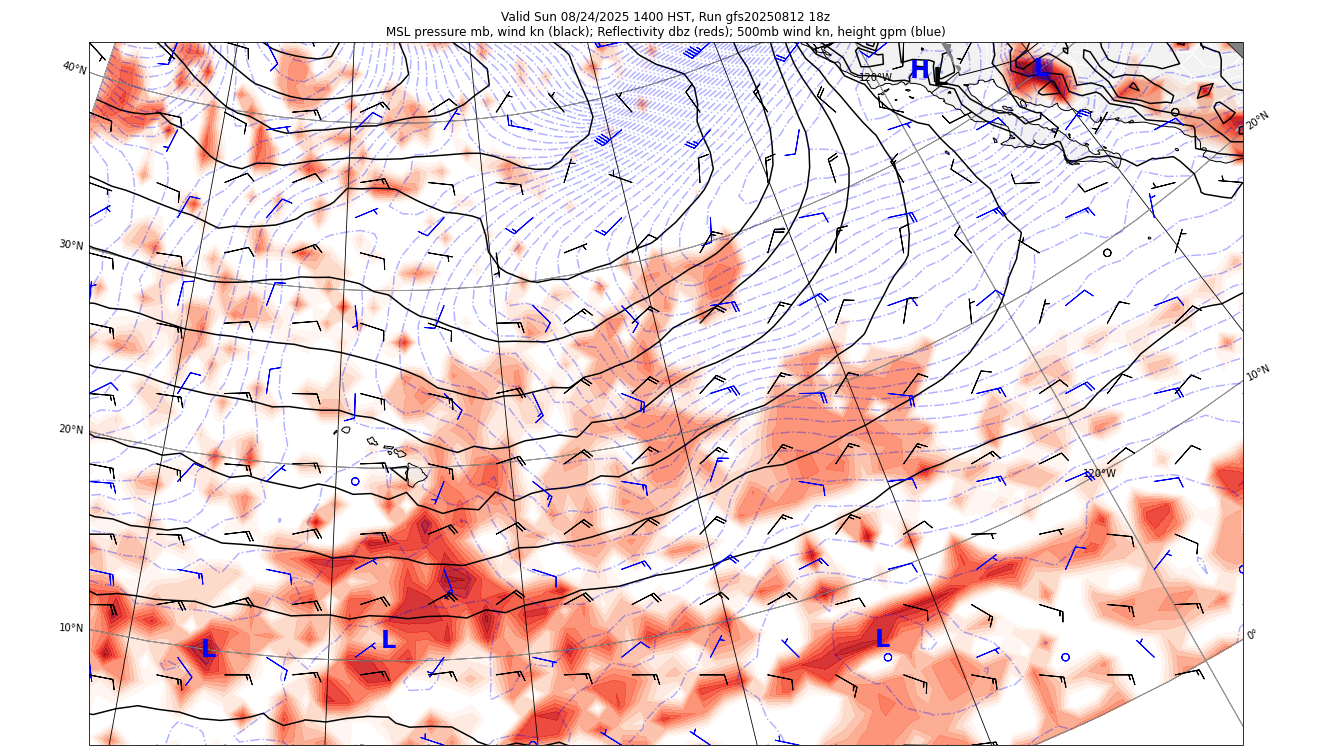 Valid Sun 08/24/2025 1400 HST, Run gfs20250812 18z
MSL pressure mb, wind kn (black); Reflectivity dbz (reds); 500mb wind kn, height gpm (blue)
40°N
120°W
H
L
L
20°N
30°N
10°N
20°N
120°W
10°N
0°
L
L
L